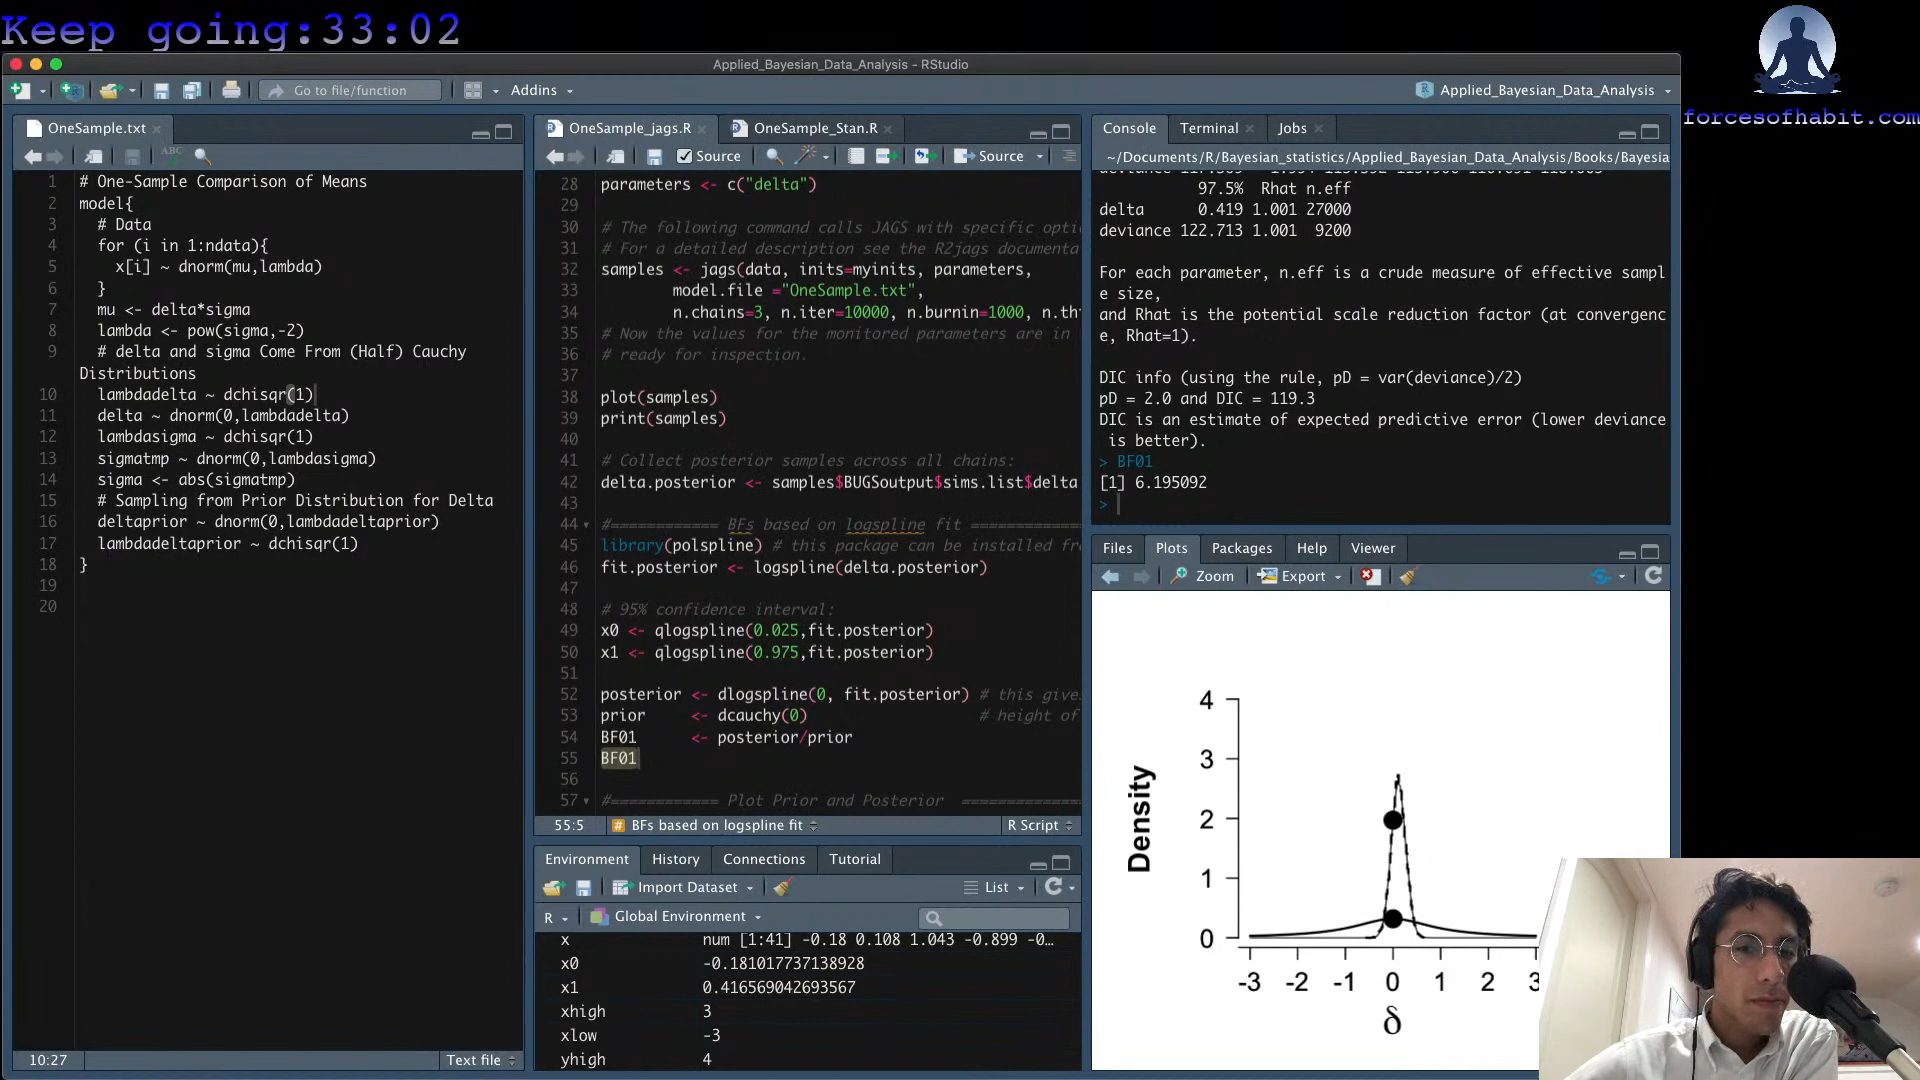 Keep going:33:02
forcesofhabit.com
Applied_Bayesian_Data_Analysis - RStudio
Go to file/function
Addins
Applied_Bayesian_Data_Analysis
OneSample.txt
ABC
1 # One-Sample Comparison of Means
2 model{
3 # Data
4 for (i in 1:ndata){
5 x[i] ~ dnorm(mu,lambda)
6 }
7 mu <- delta*sigma
8 lambda <- pow(sigma,-2)
9 # delta and sigma Come From (Half) Cauchy
Distributions
10 lambdadelta ~ dchisqr(1)
11 delta ~ dnorm(0,lambdadelta)
12 lambdasigma ~ dchisqr(1)
13 sigmatmp ~ dnorm(0,lambdasigma)
14 sigma <- abs(sigmatmp)
15 # Sampling from Prior Distribution for Delta
16 deltaprior ~ dnorm(0,lambdadeltaprior)
17 lambdadeltaprior ~ dchisqr(1)
18 }
19
20
10:27
Text file
OneSample_jags.R
OneSample_Stan.R
Source
Source
28 parameters <- c("delta")
29
30 # The following command calls JAGS with specific opti
31 # For a detailed description see the R2jags documenta
32 samples <- jags(data, inits=myinits, parameters,
33 model.file ="OneSample.txt",
34 n.chains=3, n.iter=10000, n.burnin=1000, n.th
35 # Now the values for the monitored parameters are in
36 # ready for inspection.
37
38 plot(samples)
39 print(samples)
40
41 # Collect posterior samples across all chains:
42 delta.posterior <- samples$BUGSoutput$sims.list$delta
43
44 #============ BFs based on logspline fit ============
45 library(polspline) # this package can be installed fr
46 fit.posterior <- logspline(delta.posterior)
47
48 # 95% confidence interval:
49 x0 <- qlogspline(0.025,fit.posterior)
50 x1 <- qlogspline(0.975,fit.posterior)
51
52 posterior <- dlogspline(0, fit.posterior) # this give
53 prior <- dcauchy(0) # height of
54 BF01 <- posterior/prior
55 BF01
56
57 #============ Plot Prior and Posterior =============
55:5
# BFs based on logspline fit
R Script
Environment
History
Connections
Tutorial
Import Dataset
List
R
Global Environment
x num [1:41] -0.18 0.108 1.043 -0.899 -0…
x0 -0.181017737138928
x1 0.416569042693567
xhigh 3
xlow -3
yhigh 4
Console
Terminal
Jobs
~/Documents/R/Bayesian_statistics/Applied_Bayesian_Data_Analysis/Books/Bayesia
97.5% Rhat n.eff
delta 0.419 1.001 27000
deviance 122.713 1.001 9200
For each parameter, n.eff is a crude measure of effective sampl
e size,
and Rhat is the potential scale reduction factor (at convergenc
e, Rhat=1).
DIC info (using the rule, pD = var(deviance)/2)
pD = 2.0 and DIC = 119.3
DIC is an estimate of expected predictive error (lower deviance
is better).
> BF01
[1] 6.195092
>
Files
Plots
Packages
Help
Viewer
Zoom
Export
4
3
2
1
0
Density
-3 -2 -1 0 1 2 3
δ